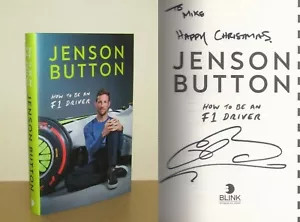 JENSON
BUTTON
HOW TO BE AN
F1 DRIVER
JENSON BUTTON
TO MIKE
HAPPY CHRISTMAS
JENSON
BUTTON
HOW TO BE AN
F1 DRIVER
BLINK